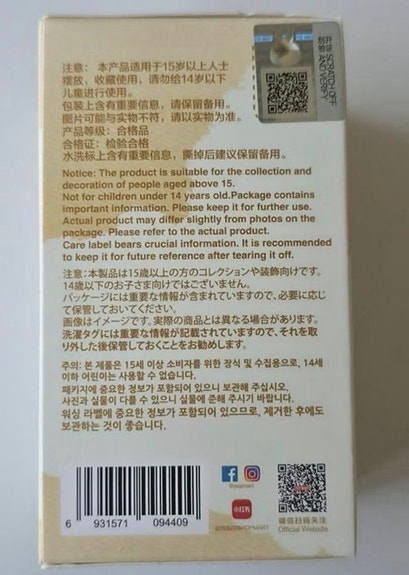 注意：本产品适用于15岁以上人士
摆放、收藏使用，请勿给14岁以下
儿童进行使用。
包装上含有重要信息，请保留备用。
图片可能与实物不符，请以实物为准。
产品等级：合格品
合格证：检验合格
水洗标上含有重要信息，撕掉后建议保留备用。
SCRATCH OFF
AND VERIFY
Notice: The product is suitable for the collection and
decoration of people aged above 15.
Not for children under 14 years old.Package contains
important information. Please keep it for further use.
Actual product may differ slightly from photos on the
package. Please refer to the actual product.
Care label bears crucial information. It is recommended
to keep it for future reference after tearing it off.
注意:本製品は15歳以上の方のコレクションや装飾向けです。
14歳以下のお子さま向けではございません。
パッケージには重要な情報が含まれていますので、必要に応じ
て保管しておいてください。
画像はイメージです。実際の商品とは異なる場合があります。
洗濯タグには重要な情報が記載されていますので、それを取
り外した後保管しておくことをお勧めします。
주의: 본 제품은 15세 이상 소비자를 위한 장식 및 수집용으로, 14세
이하 어린이는 사용할 수 없습니다.
패키지에 중요한 정보가 포함되어 있으니 보관해 주십시오.
사진과 실물이 다를 수 있으니 실물에 준해 주시기 바랍니다.
워싱 라벨에 중요한 정보가 포함되어 있으므로, 제거한 후에도
보관하는 것이 좋습니다.
6 931571 094409
@popmart
小红书
微信扫码关注
Official Website